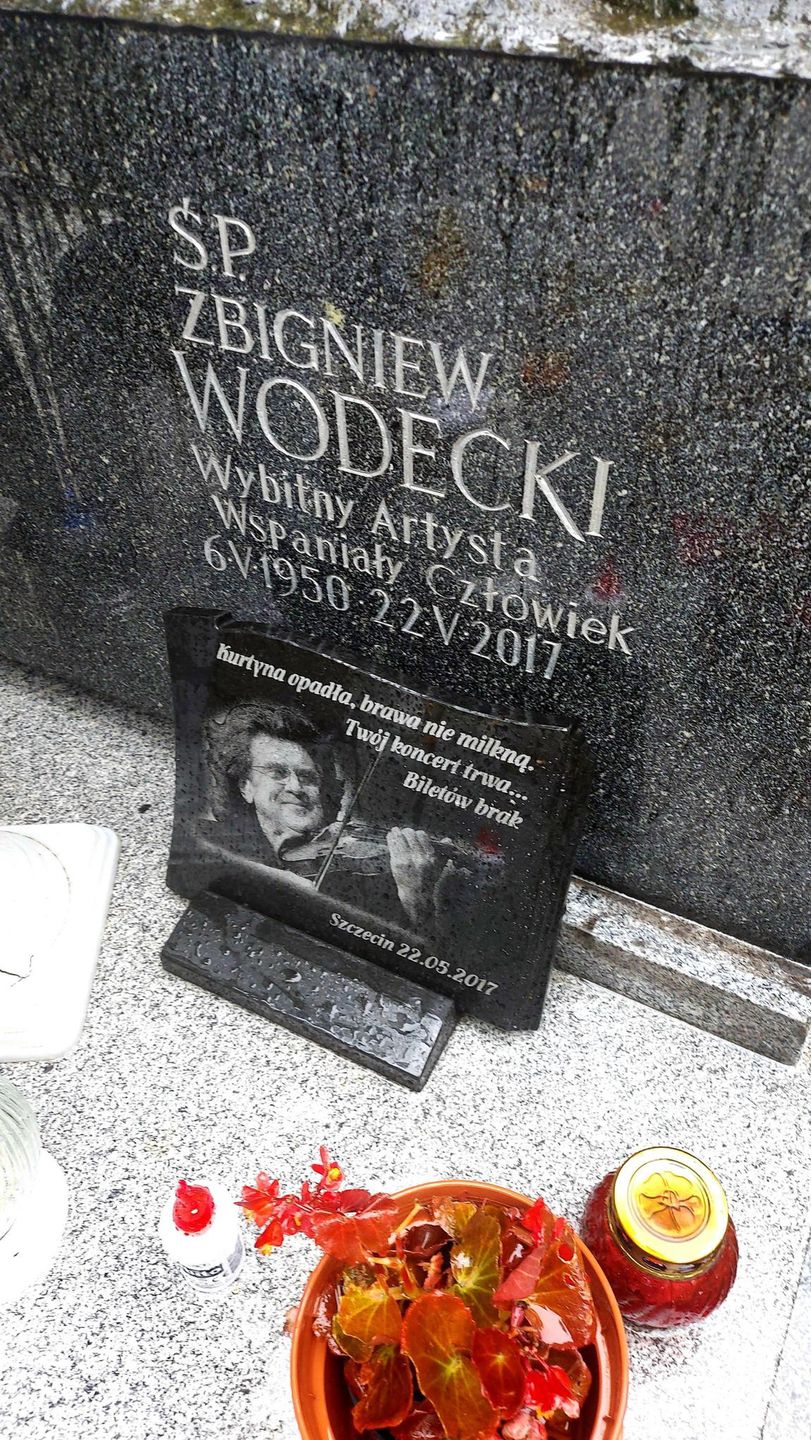 Ś.P.
ZBIGNIEW
WODECKI
Wybitny Artysta
Wspaniały Człowiek
6·V·1950·22·V·2017
Kurtyna opadła, brawa nie milkną.
Twój koncert trwa...
Biletów brak
Szczecin 22.05.2017